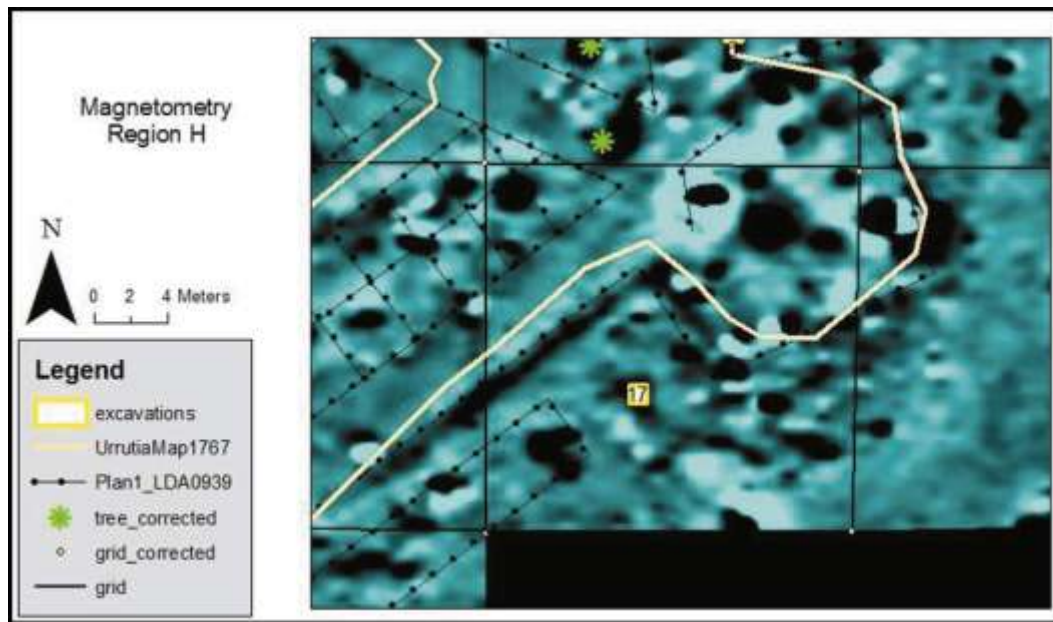 Magnetometry
Region H
N
0 2 4 Meters
Legend
excavations
UrrutiaMap1767
Plan1_LDA0939
tree_corrected
grid_corrected
grid
17